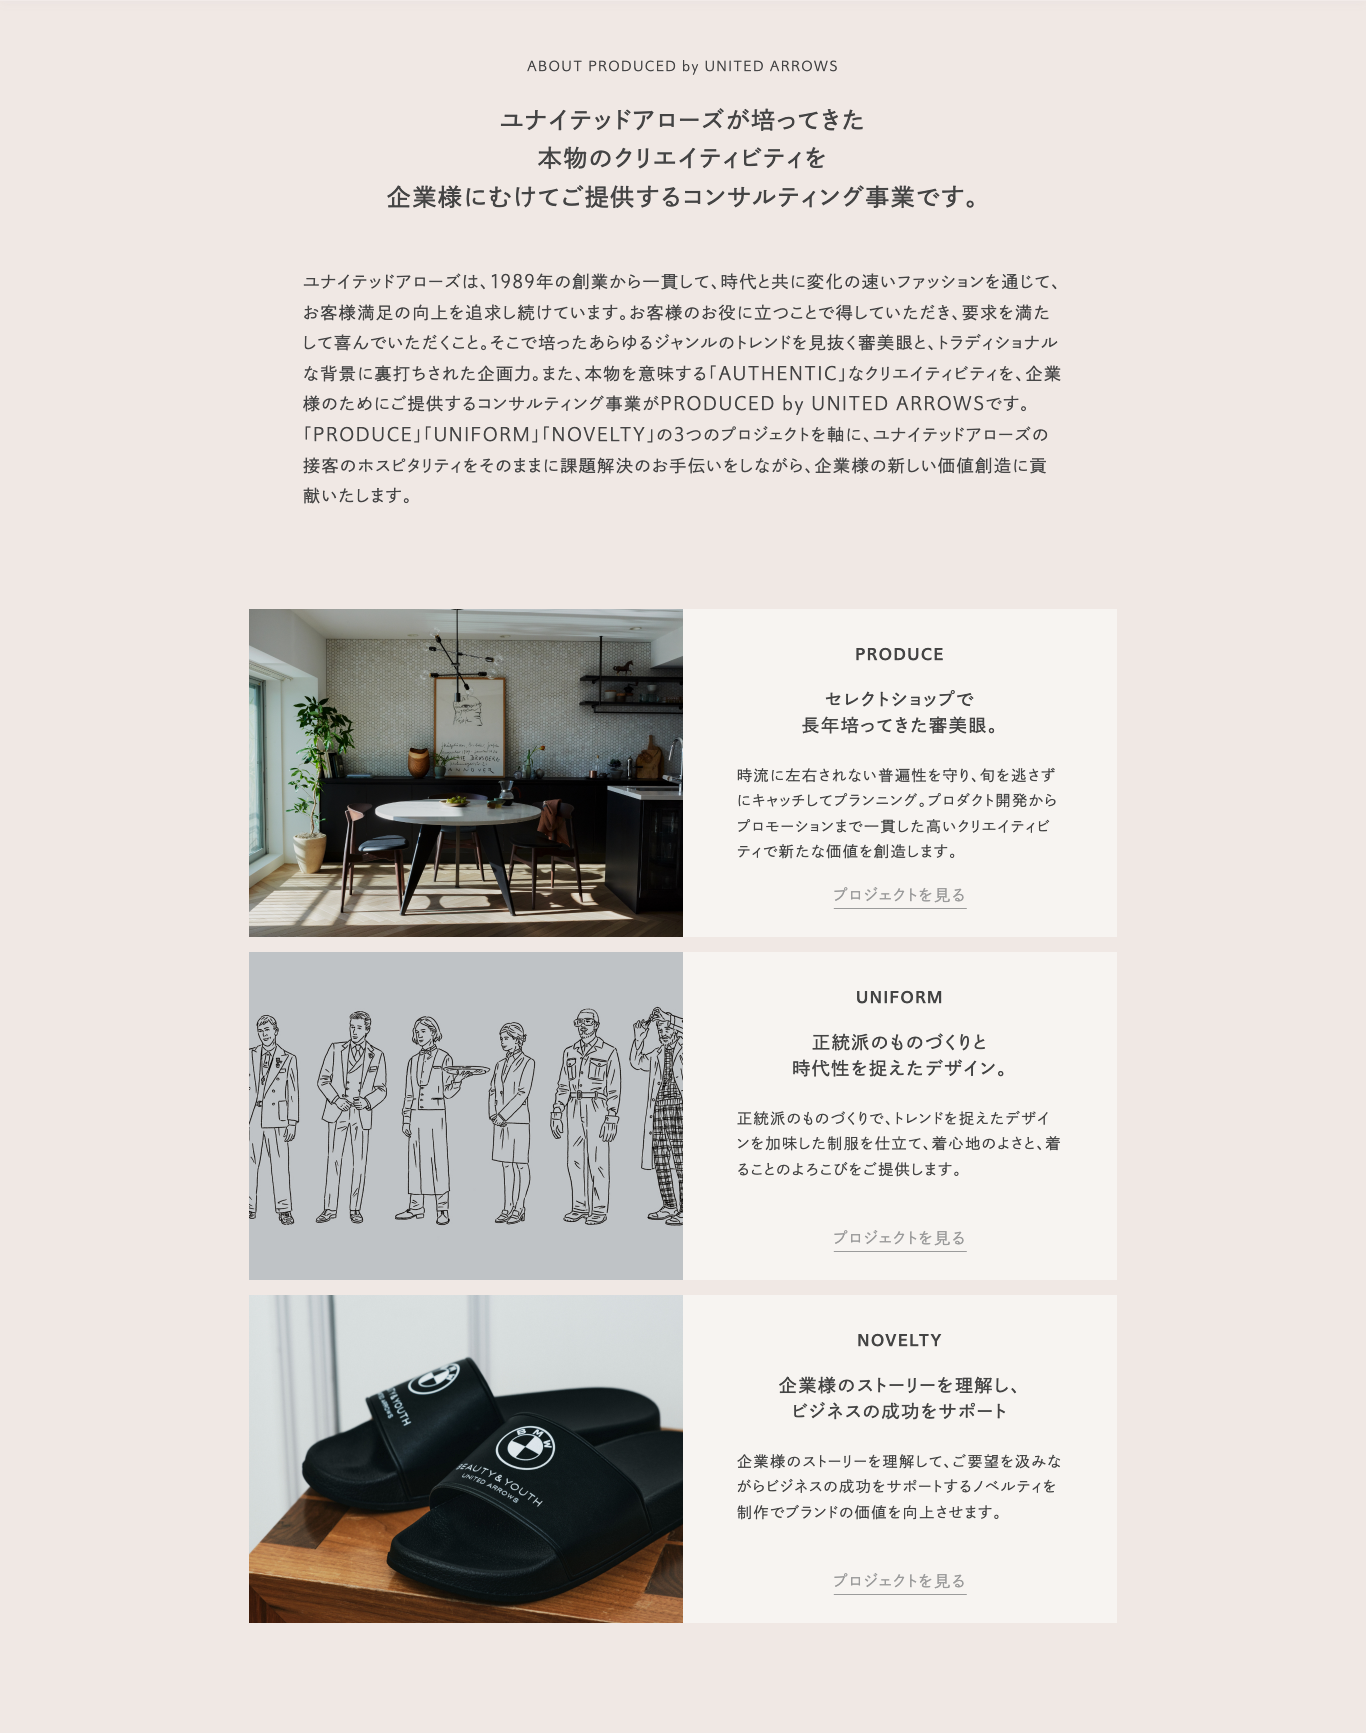 ABOUT PRODUCED by UNITED ARROWS
ユナイテッドアローズが培ってきた
本物のクリエイティビティを
企業様にむけてご提供するコンサルティング事業です。
ユナイテッドアローズは、1989年の創業から一貫して、時代と共に変化の速いファッションを通じて、
お客様満足の向上を追求し続けています。お客様のお役に立つことで得していただき、要求を満た
して喜んでいただくこと。そこで培ったあらゆるジャンルのトレンドを見抜く審美眼と、トラディショナル
な背景に裏打ちされた企画力。また、本物を意味する「AUTHENTIC」なクリエイティビティを、企業
様のためにご提供するコンサルティング事業がPRODUCED by UNITED ARROWSです。
「PRODUCE」「UNIFORM」「NOVELTY」の3つのプロジェクトを軸に、ユナイテッドアローズの
接客のホスピタリティをそのままに課題解決のお手伝いをしながら、企業様の新しい価値創造に貢
献いたします。
PRODUCE
セレクトショップで
長年培ってきた審美眼。
時流に左右されない普遍性を守り、旬を逃さず
にキャッチしてプランニング。プロダクト開発から
プロモーションまで一貫した高いクリエイティビ
ティで新たな価値を創造します。
プロジェクトを見る
UNIFORM
正統派のものづくりと
時代性を捉えたデザイン。
正統派のものづくりで、トレンドを捉えたデザイ
ンを加味した制服を仕立て、着心地のよさと、着
ることのよろこびをご提供します。
プロジェクトを見る
BMW
BEAUTY&YOUTH
UNITED ARROWS
NOVELTY
企業様のストーリーを理解し、
ビジネスの成功をサポート
企業様のストーリーを理解して、ご要望を汲みな
がらビジネスの成功をサポートするノベルティを
制作でブランドの価値を向上させます。
プロジェクトを見る